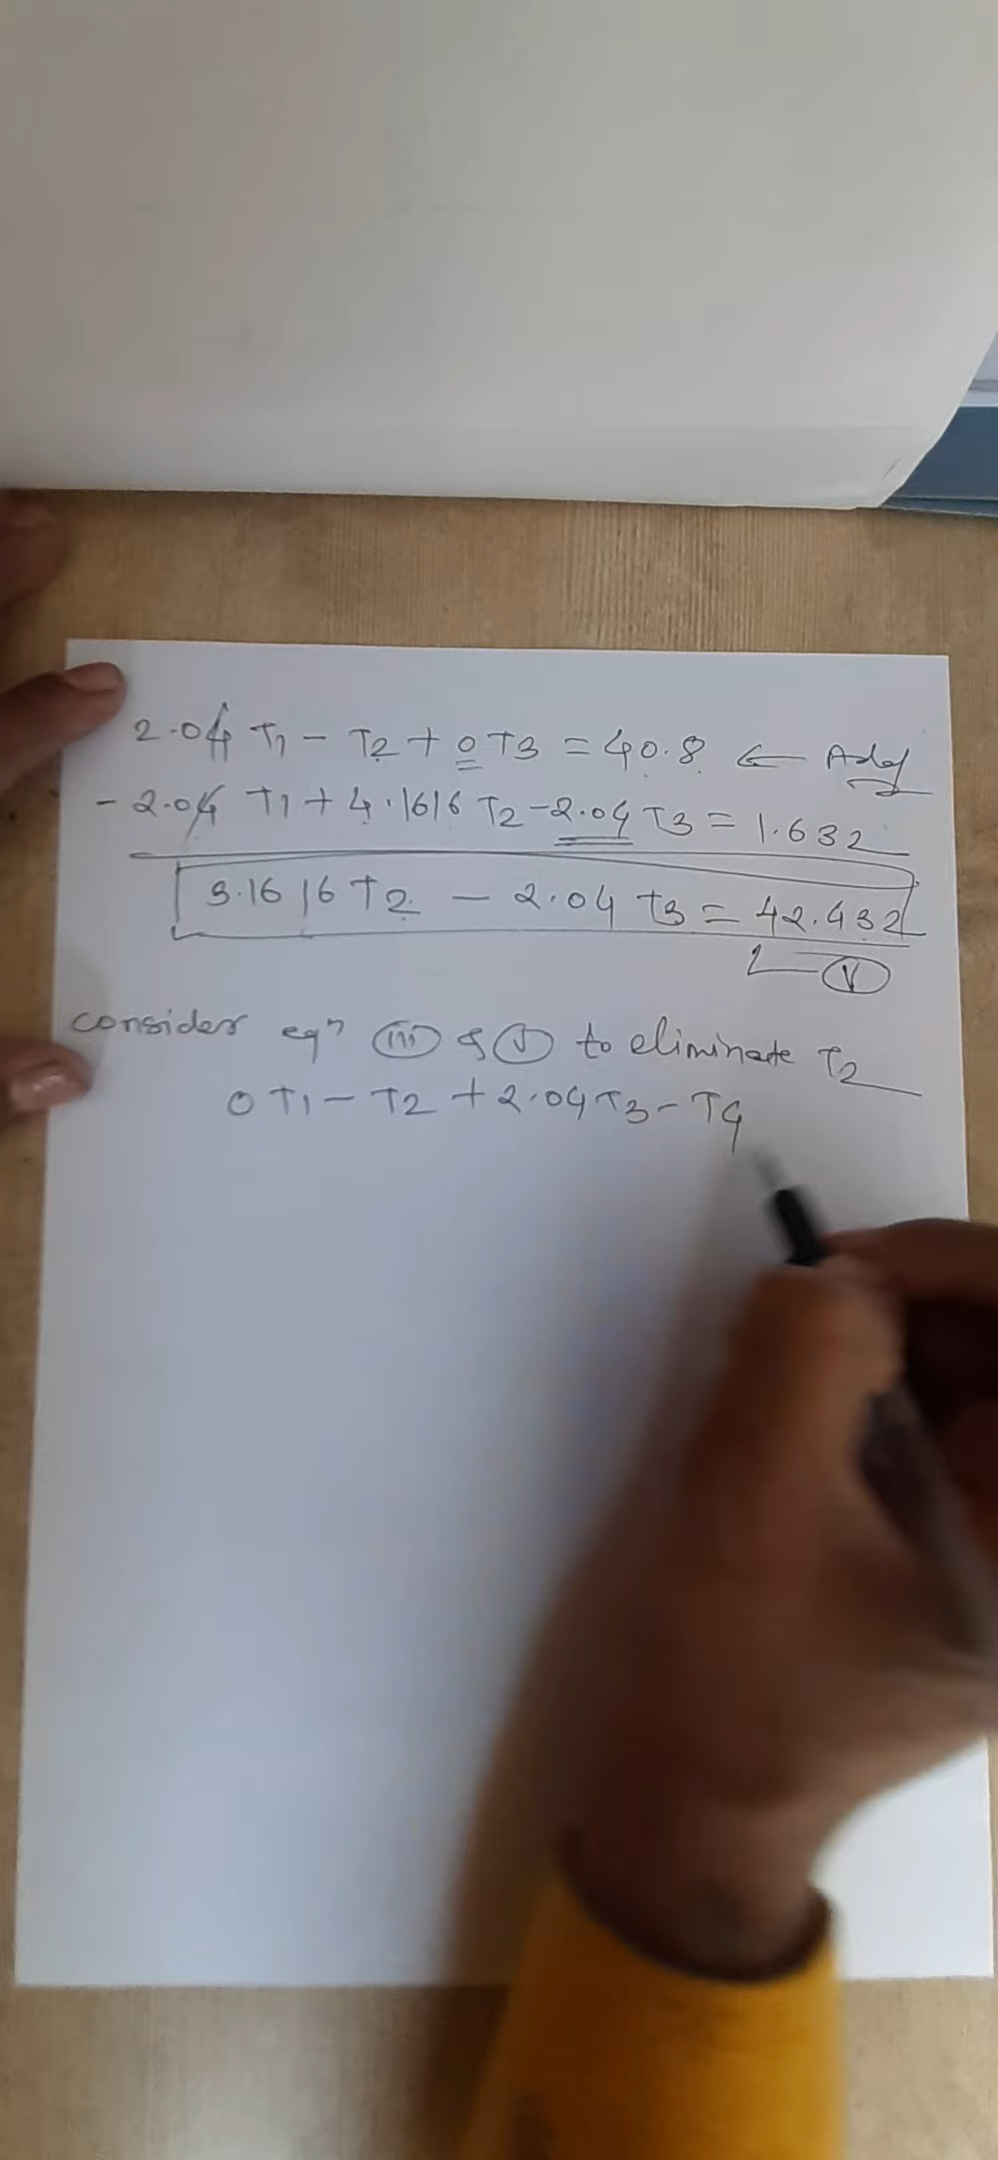 2.04 T1 - T2 + 0 T3 = 40.8 ← Add
- 2.04 T1 + 4.1616 T2 - 2.04 T3 = 1.632
3.1616 T2 - 2.04 T3 = 42.432
V
consider eqn (iii) & (V) to eliminate T2
0 T1 - T2 + 2.04 T3 - T4